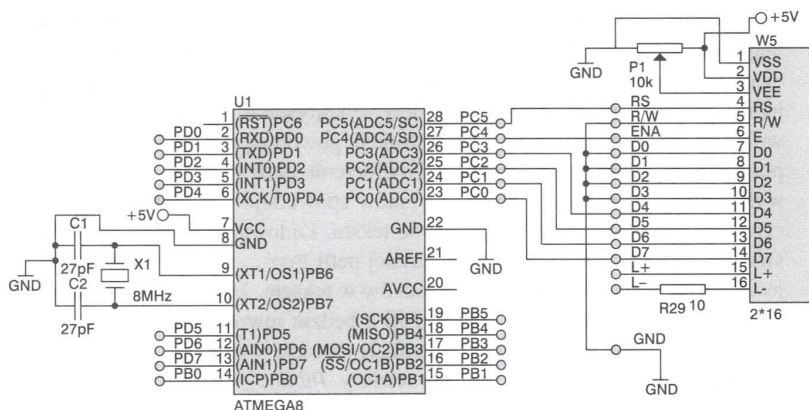 +5V
W5
P1
10k
GND
1 VSS
2 VDD
3 VEE
4 RS
5 R/W
6 E
7 D0
8 D1
9 D2
10 D3
11 D4
12 D5
13 D6
14 D7
15 L+
16 L-
2*16
RS
R/W
ENA
D0
D1
D2
D3
D4
D5
D6
D7
L+
L-
R29 10
GND
GND
U1
1 (RST)PC6
PD0 2 (RXD)PD0
PD1 3 (TXD)PD1
PD2 4 (INT0)PD2
PD3 5 (INT1)PD3
PD4 6 (XCK/T0)PD4
+5V 7 VCC
8 GND
9 (XT1/OS1)PB6
10 (XT2/OS2)PB7
PD5 11 (T1)PD5
PD6 12 (AIN0)PD6
PD7 13 (AIN1)PD7
PB0 14 (ICP)PB0
PC5(ADC5/SC) 28 PC5
PC4(ADC4/SD) 27 PC4
PC3(ADC3) 26 PC3
PC2(ADC2) 25 PC2
PC1(ADC1) 24 PC1
PC0(ADC0) 23 PC0
GND 22
GND
AREF 21
AVCC 20
(SCK)PB5 19 PB5
(MISO)PB4 18 PB4
(MOSI/OC2)PB3 17 PB3
(SS/OC1B)PB2 16 PB2
(OC1A)PB1 15 PB1
ATMEGA8
C1
27pF
GND
C2
27pF
X1
8MHz